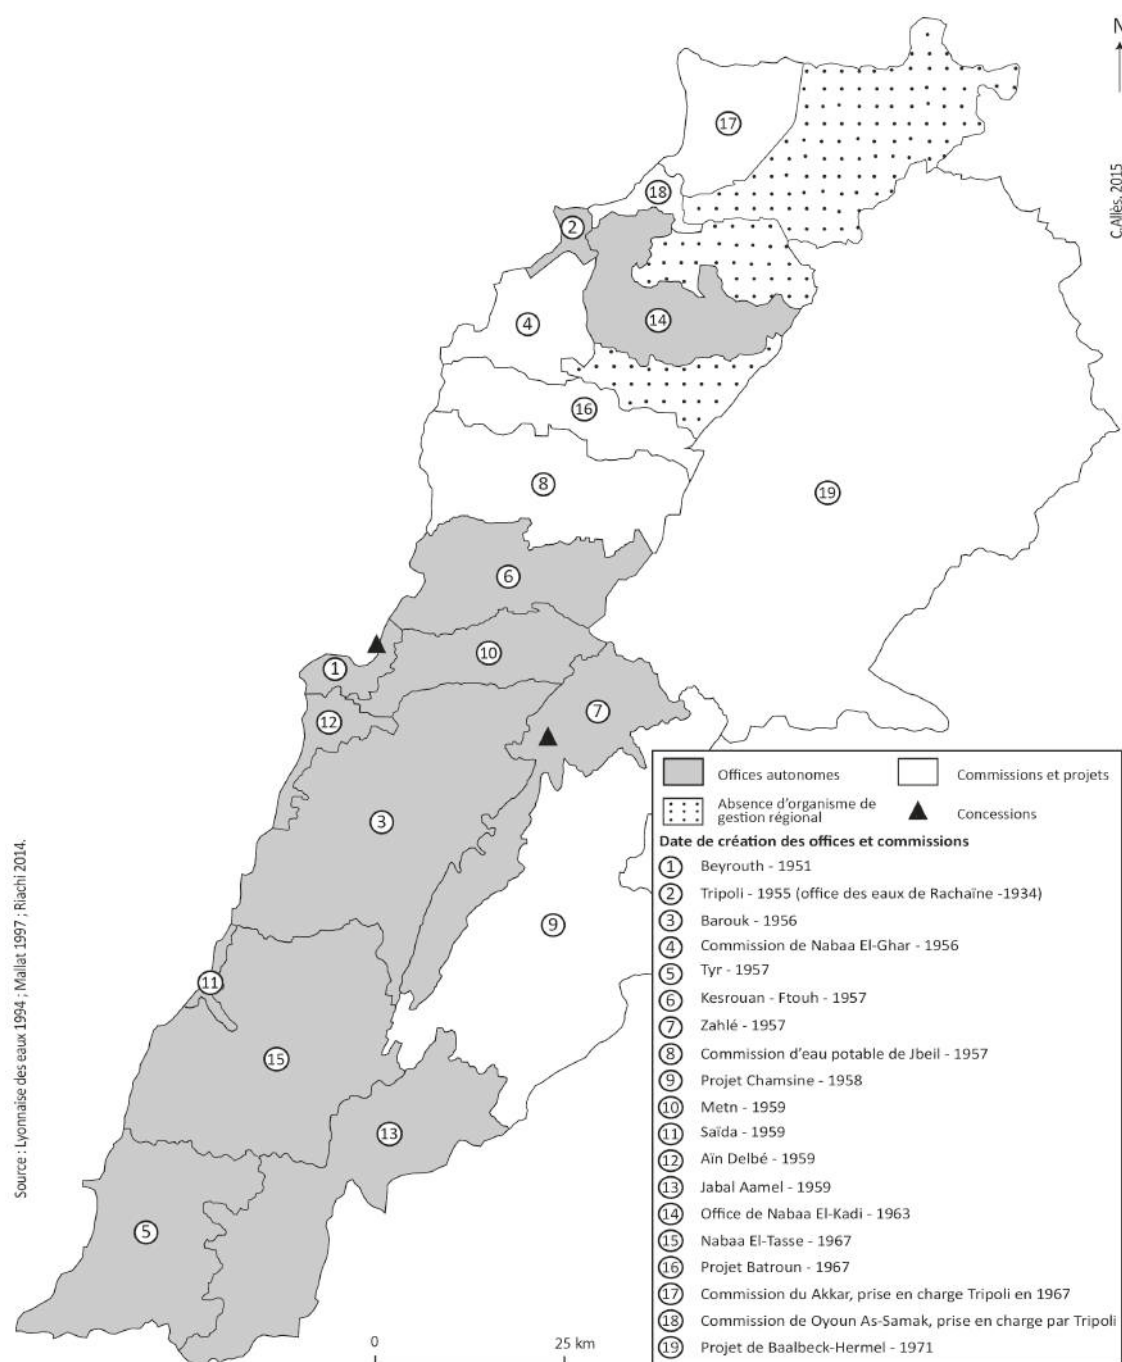 N
C.Allès, 2015
17
18
2
14
4
16
8
19
6
10
1
7
12
3
9
11
15
13
5
Source : Lyonnaise des eaux 1994 ; Mallat 1997 ; Riachi 2014.
0 25 km
Offices autonomes
Commissions et projets
Absence d'organisme de
gestion régional
Concessions
Date de création des offices et commissions
1 Beyrouth - 1951
2 Tripoli - 1955 (office des eaux de Rachaïne -1934)
3 Barouk - 1956
4 Commission de Nabaa El-Ghar - 1956
5 Tyr - 1957
6 Kesrouan - Ftouh - 1957
7 Zahlé - 1957
8 Commission d'eau potable de Jbeil - 1957
9 Projet Chamsine - 1958
10 Metn - 1959
11 Saïda - 1959
12 Aïn Delbé - 1959
13 Jabal Aamel - 1959
14 Office de Nabaa El-Kadi - 1963
15 Nabaa El-Tasse - 1967
16 Projet Batroun - 1967
17 Commission du Akkar, prise en charge Tripoli en 1967
18 Commission de Oyoun As-Samak, prise en charge par Tripoli
19 Projet de Baalbeck-Hermel - 1971